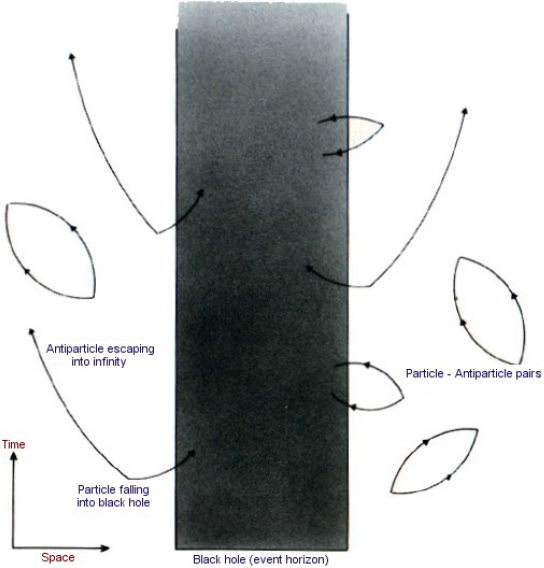 Antiparticle escaping
into infinity
Particle - Antiparticle pairs
Time
Particle falling
into black hole
Space
Black hole (event horizon)